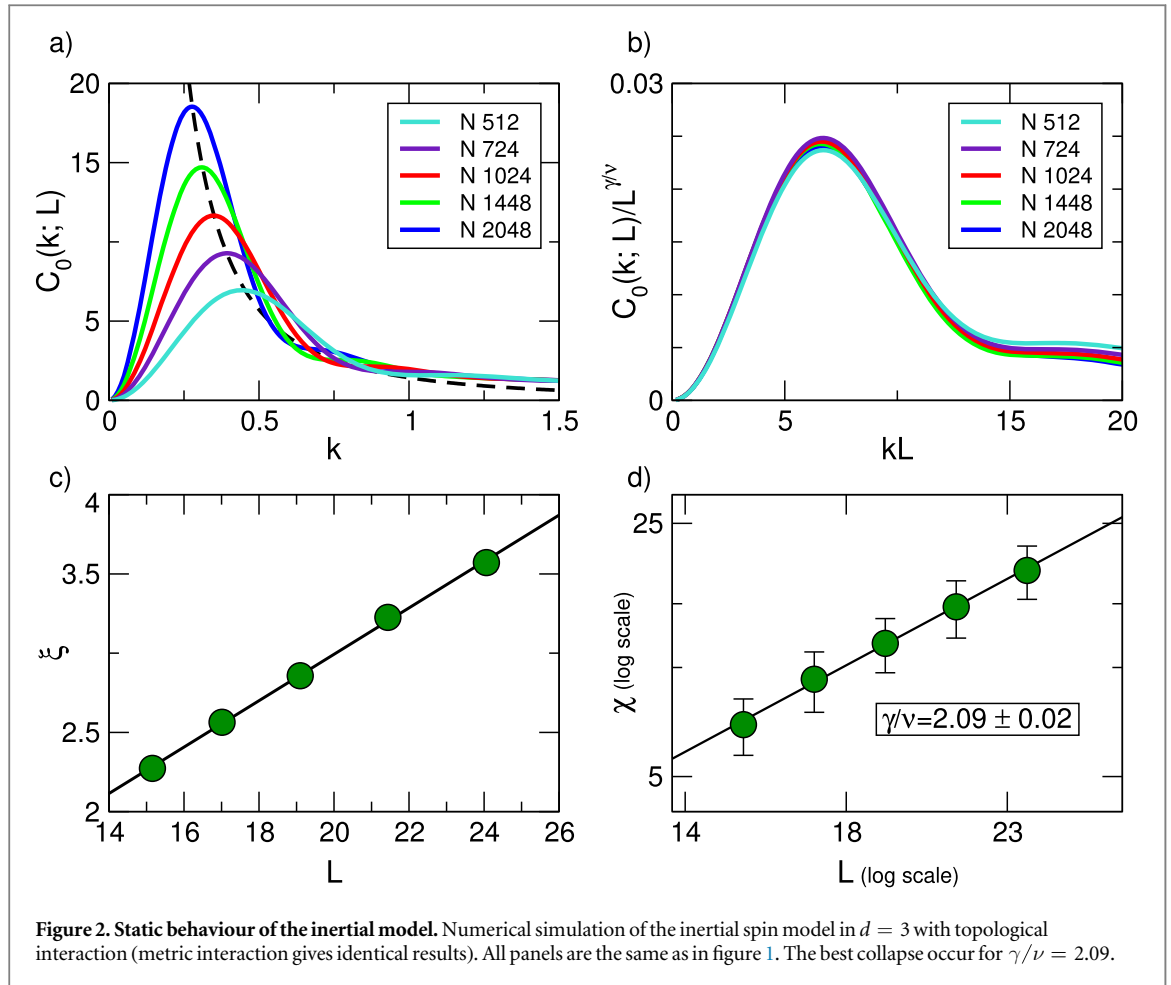 a)
C₀(k; L)
20
15
5
0
0
0.5
1
1.5
k
N 512
N 724
N 1024
N 1448
N 2048
b)
C₀(k; L)/L^γ/ν
0.03
0
0
5
15
20
kL
N 512
N 724
N 1024
N 1448
N 2048
c)
ξ
4
3.5
2.5
2
14
16
18
20
22
24
26
L
d)
χ (log scale)
25
5
14
18
23
L (log scale)
γ/ν=2.09 ± 0.02
Figure 2. Static behaviour of the inertial model. Numerical simulation of the inertial spin model in d = 3 with topological
interaction (metric interaction gives identical results). All panels are the same as in figure 1. The best collapse occur for γ/ν = 2.09.